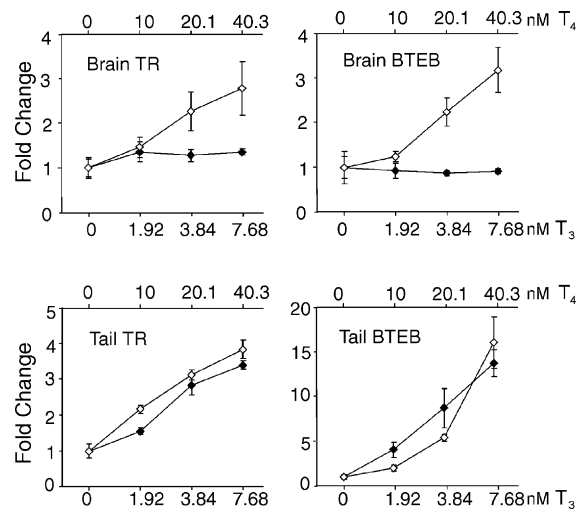 0 10 20.1 40.3 nM T4
4
3
2
1
0
Fold Change
Brain TR
0 1.92 3.84 7.68
0 10 20.1 40.3 nM T4
4
3
2
1
0
Brain BTEB
0 1.92 3.84 7.68 nM T3
0 10 20.1 40.3
5
4
3
2
1
0
Fold Change
Tail TR
0 1.92 3.84 7.68
0 10 20.1 40.3 nM T4
20
15
10
5
0
Tail BTEB
0 1.92 3.84 7.68 nM T3